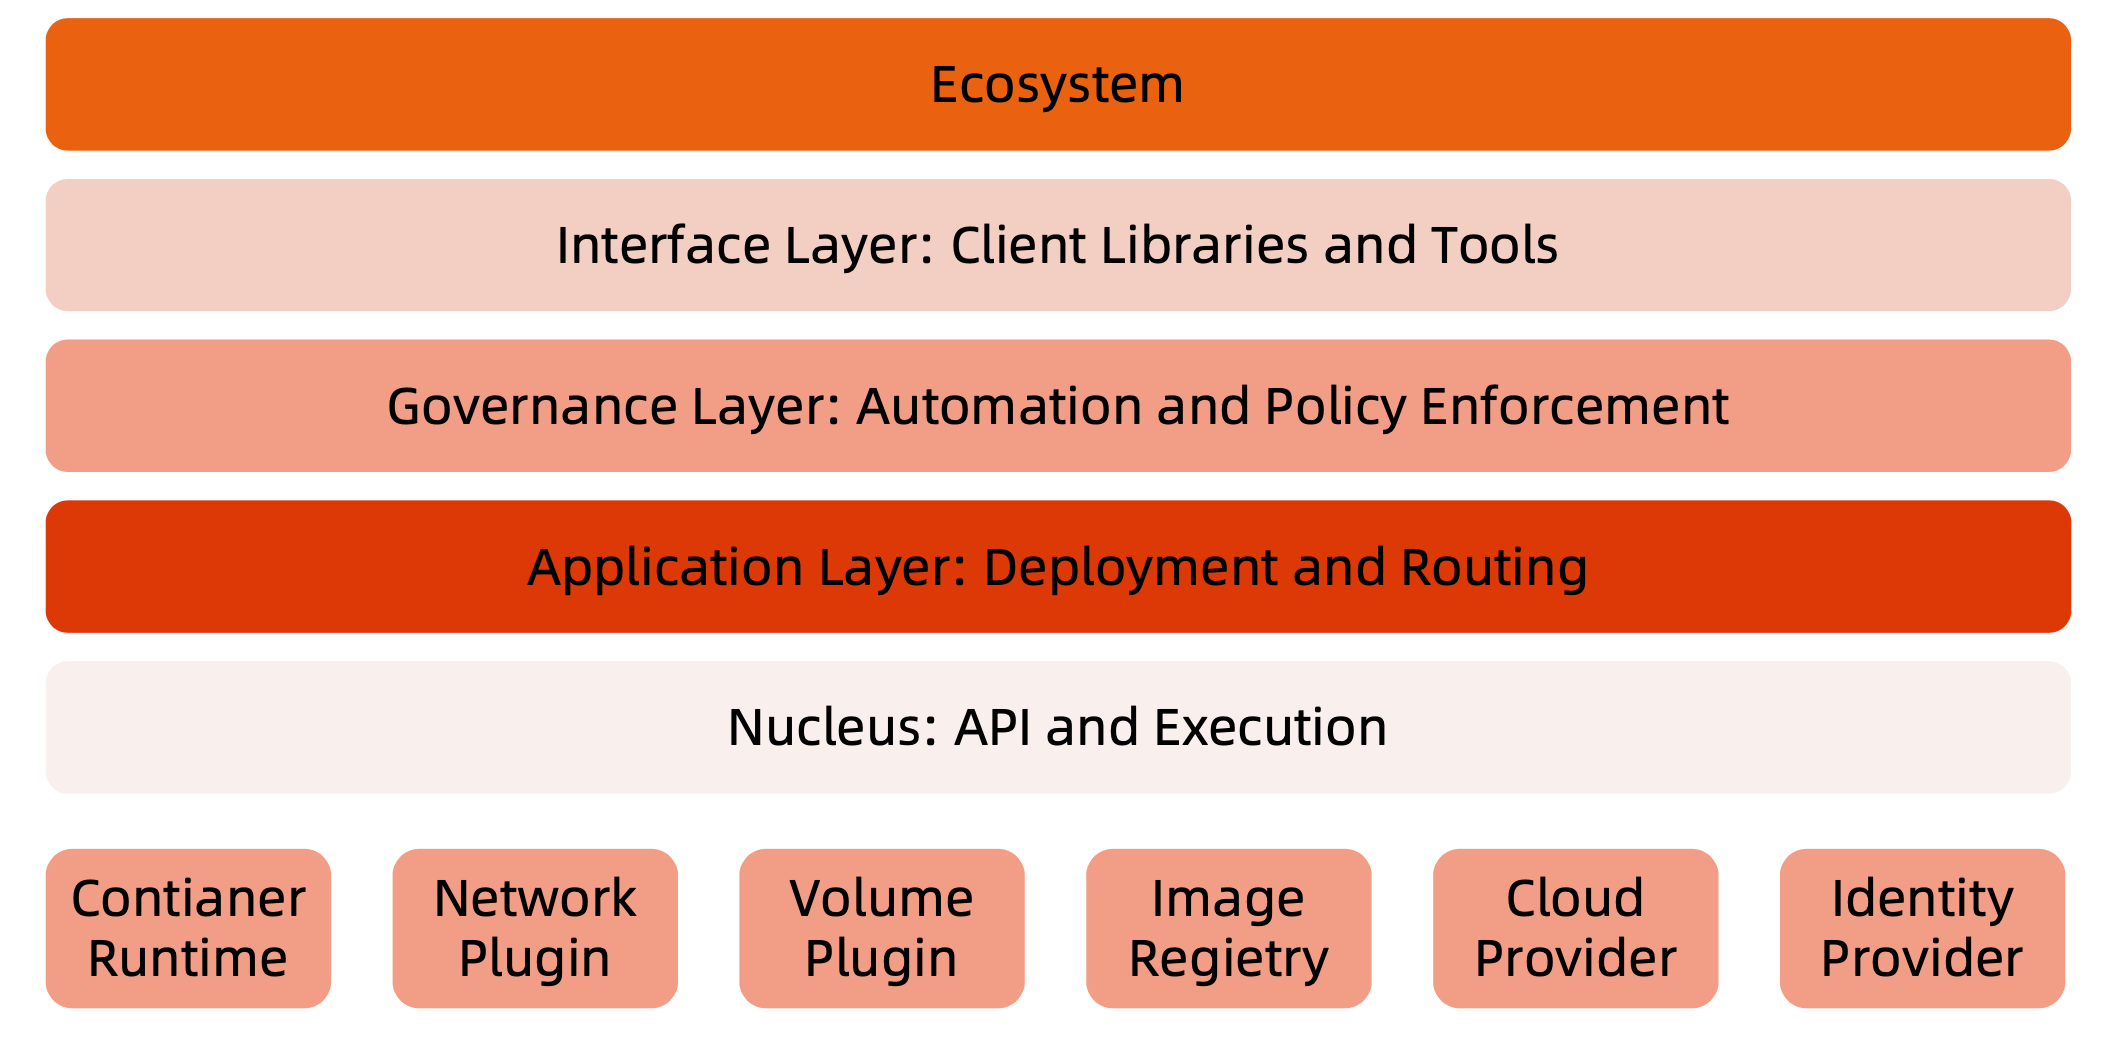 Ecosystem
Interface Layer: Client Libraries and Tools
Governance Layer: Automation and Policy Enforcement
Application Layer: Deployment and Routing
Nucleus: API and Execution
Contianer
Runtime
Network
Plugin
Volume
Plugin
Image
Regietry
Cloud
Provider
Identity
Provider